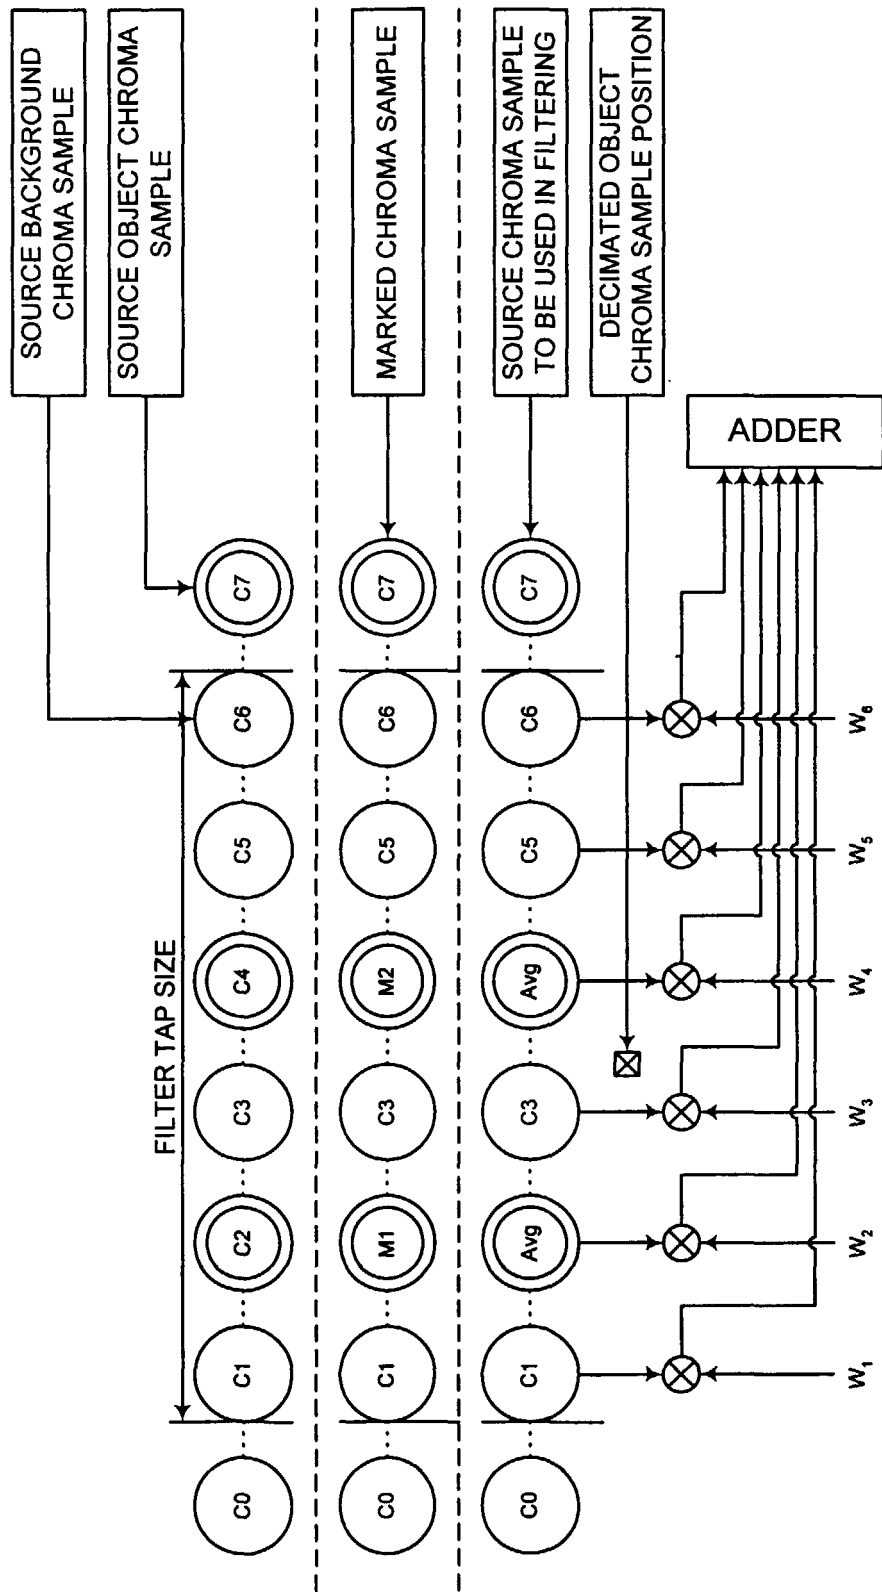 SOURCE BACKGROUND
CHROMA SAMPLE
SOURCE OBJECT CHROMA
SAMPLE
FILTER TAP SIZE
C0 C1 C2 C3 C4 C5 C6 C7
MARKED CHROMA SAMPLE
C0 C1 M1 C3 M2 C5 C6 C7
SOURCE CHROMA SAMPLE
TO BE USED IN FILTERING
C0 C1 Avg C3 Avg C5 C6 C7
DECIMATED OBJECT
CHROMA SAMPLE POSITION
ADDER
W1 W2 W3 W4 W5 W6